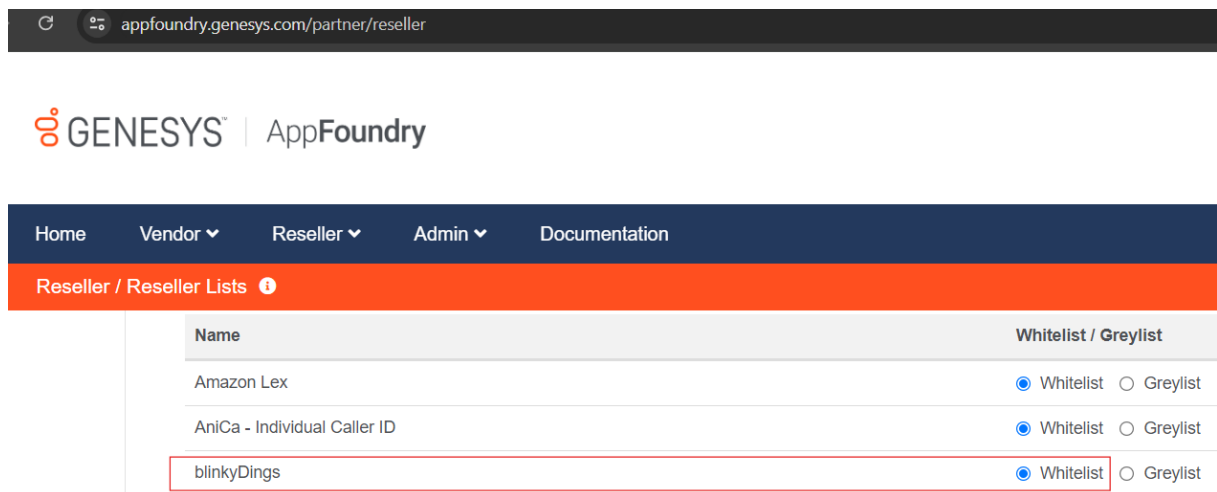 appfoundry.genesys.com/partner/reseller
GENESYS™ | AppFoundry
Home Vendor Reseller Admin Documentation
Reseller / Reseller Lists
Name Whitelist / Greylist
Amazon Lex Whitelist Greylist
AniCa - Individual Caller ID Whitelist Greylist
blinkyDings Whitelist Greylist